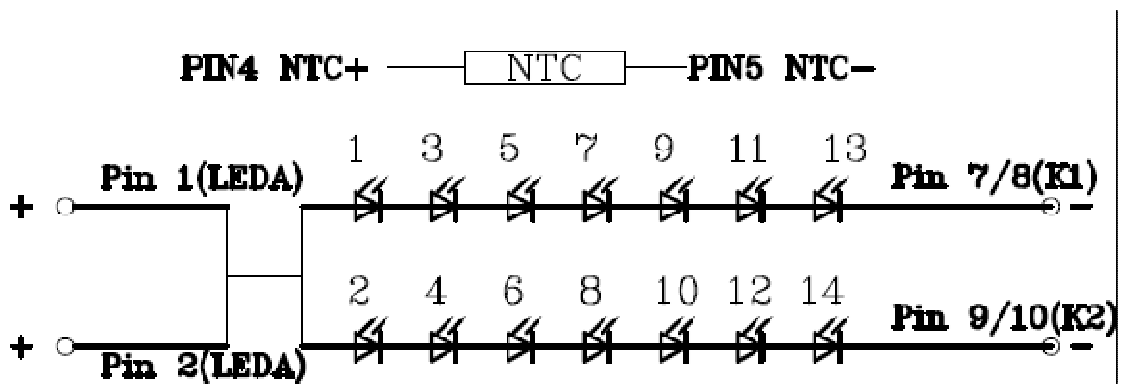 PIN4 NTC+ NTC PIN5 NTC-
1 3 5 7 9 11 13
Pin 1(LEDA) Pin 7/8(K1)
+ -
2 4 6 8 10 12 14
Pin 9/10(K2)
+ -
Pin 2(LEDA)